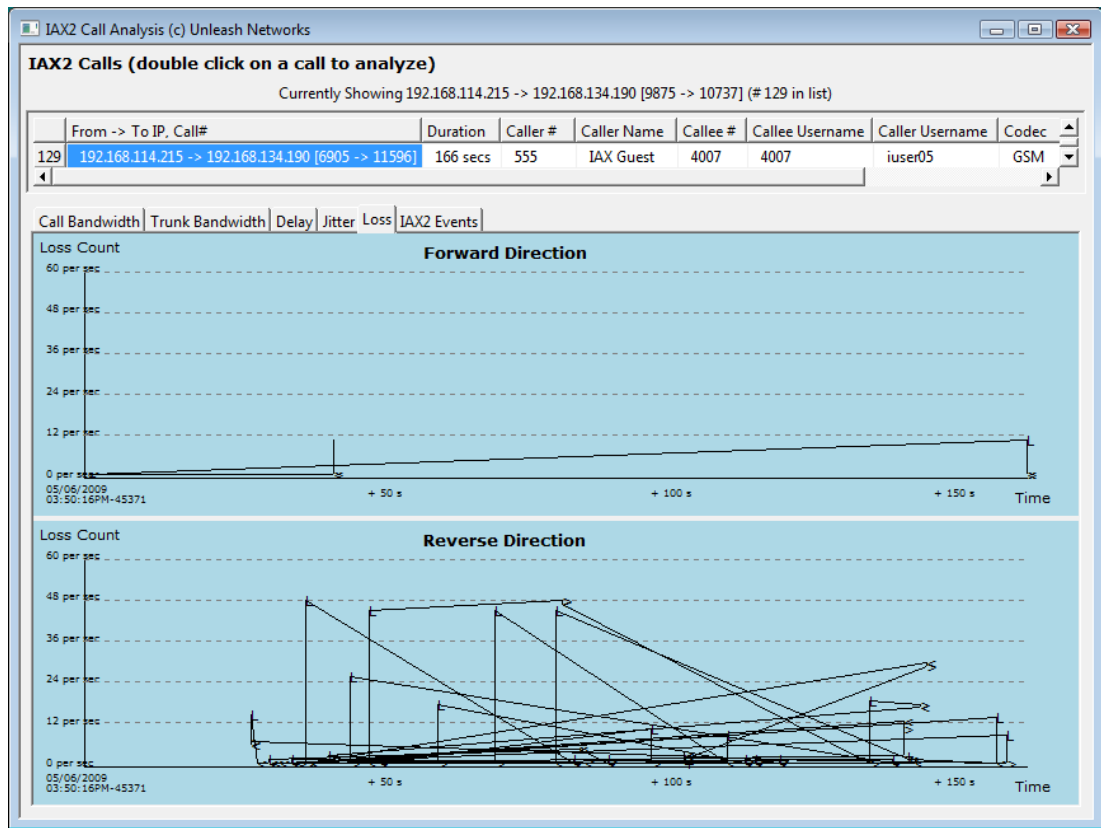 IAX2 Call Analysis (c) Unleash Networks
IAX2 Calls (double click on a call to analyze)
Currently Showing 192.168.114.215 -> 192.168.134.190 [9875 -> 10737] (# 129 in list)
From -> To IP, Call# Duration Caller # Caller Name Callee # Callee Username Caller Username Codec
129 192.168.114.215 -> 192.168.134.190 [6905 -> 11596] 166 secs 555 IAX Guest 4007 4007 iuser05 GSM
Call Bandwidth Trunk Bandwidth Delay Jitter Loss IAX2 Events
Loss Count
Forward Direction
60 per sec
48 per sec
36 per sec
24 per sec
12 per sec
0 per sec
05/06/2009
03:50:16PM-45371
+ 50 s + 100 s + 150 s Time
Loss Count
Reverse Direction
60 per sec
48 per sec
36 per sec
24 per sec
12 per sec
0 per sec
05/06/2009
03:50:16PM-45371
+ 50 s + 100 s + 150 s Time